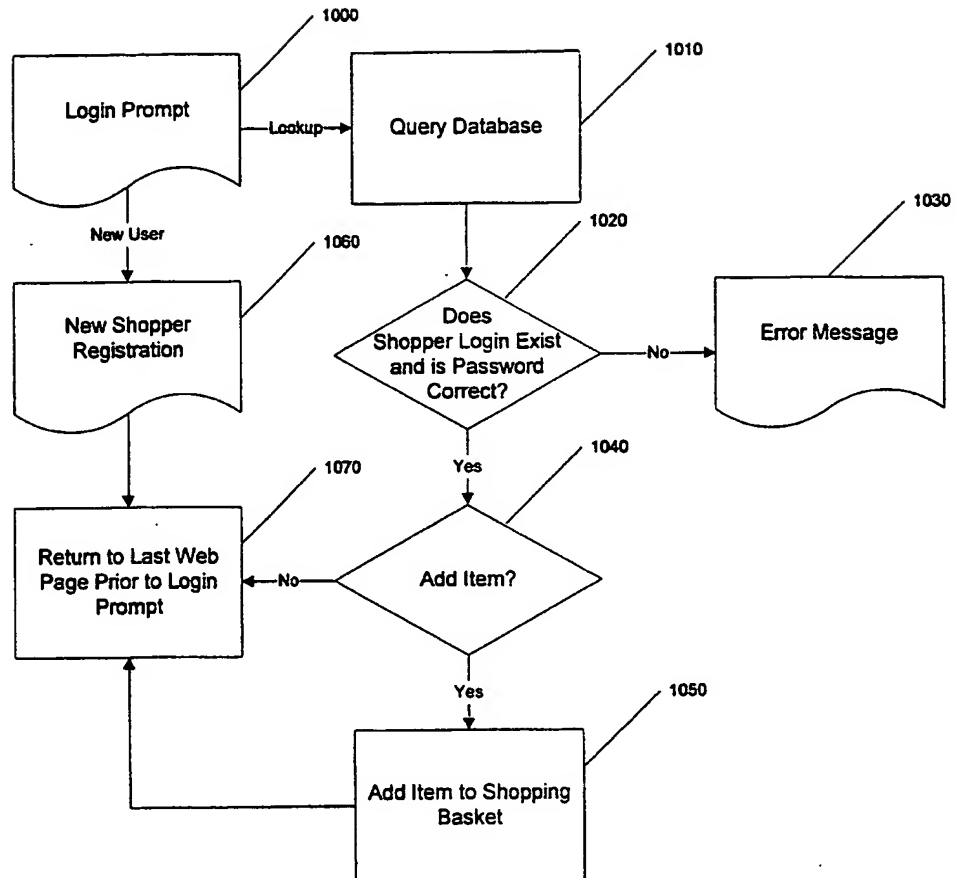 1000
Login Prompt
Lookup
1010
Query Database
New User
1060
New Shopper
Registration
1020
Does
Shopper Login Exist
and is Password
Correct?
No
1030
Error Message
Yes
1040
Add Item?
No
1070
Return to Last Web
Page Prior to Login
Prompt
Yes
1050
Add Item to Shopping
Basket